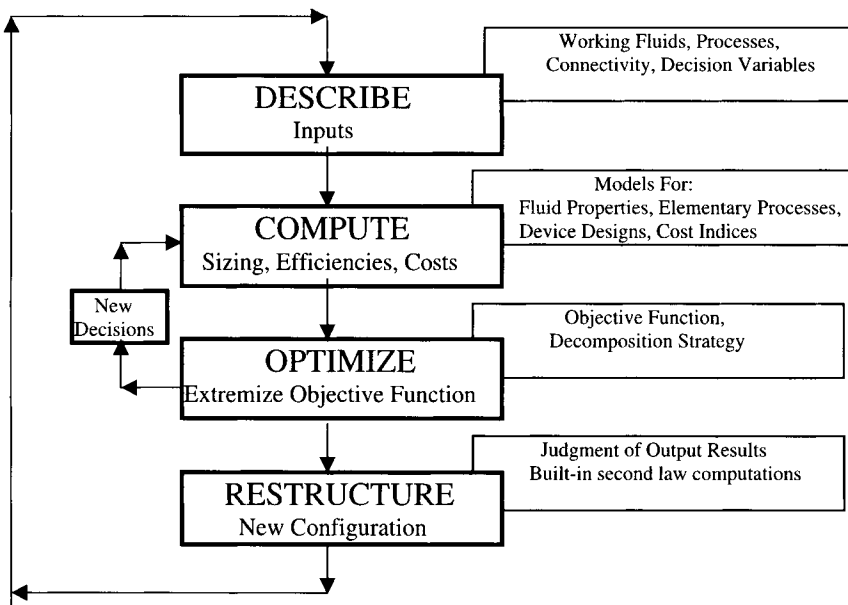 Working Fluids, Processes,
Connectivity, Decision Variables
DESCRIBE
Inputs
Models For:
Fluid Properties, Elementary Processes,
Device Designs, Cost Indices
COMPUTE
Sizing, Efficiencies, Costs
New
Decisions
Objective Function,
Decomposition Strategy
OPTIMIZE
Extremize Objective Function
Judgment of Output Results
Built-in second law computations
RESTRUCTURE
New Configuration